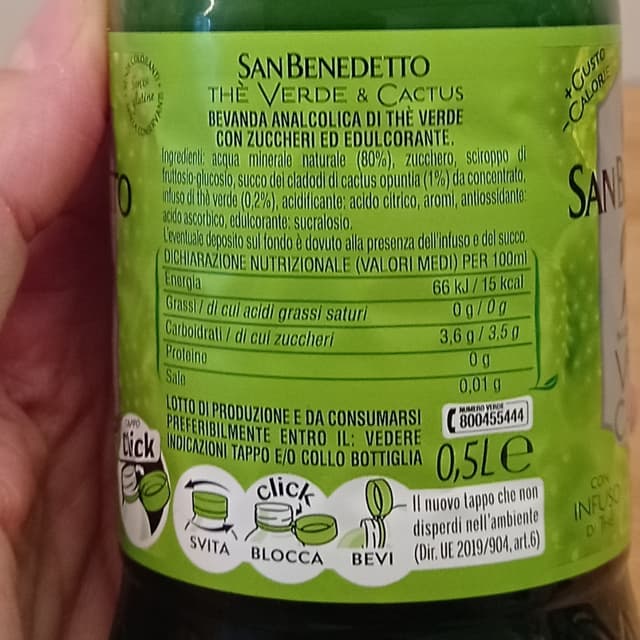 SAN BENEDETTO
THÈ VERDE & CACTUS
BEVANDA ANALCOLICA DI THÈ VERDE
CON ZUCCHERI ED EDULCORANTE.
Ingredienti: acqua minerale naturale (80%), zucchero, sciroppo di
fruttosio-glucosio, succo dei cladodi di cactus opuntia (1%) da concentrato,
infuso di thè verde (0,2%), acidificante: acido citrico, aromi, antiossidante:
acido ascorbico, edulcorante: sucralosio.
L'eventuale deposito sul fondo è dovuto alla presenza dell'infuso e del succo.
DICHIARAZIONE NUTRIZIONALE (VALORI MEDI) PER 100ml
Energia 66 kJ / 15 kcal
Grassi / di cui acidi grassi saturi 0 g / 0 g
Carboidrati / di cui zuccheri 3,6 g / 3,5 g
Proteine 0 g
Sale 0,01 g
LOTTO DI PRODUZIONE E DA CONSUMARSI
PREFERIBILMENTE ENTRO IL: VEDERE
INDICAZIONI TAPPO E/O COLLO BOTTIGLIA
NUMERO VERDE
800455444
0,5L e
TAPPO
Click
SVITA
click
BLOCCA
BEVI
Il nuovo tappo che non
disperdi nell'ambiente
(Dir. UE 2019/904, art.6)
+ GUSTO
- CALORIE
SAN B
CON
INFUSO
DI THÈ